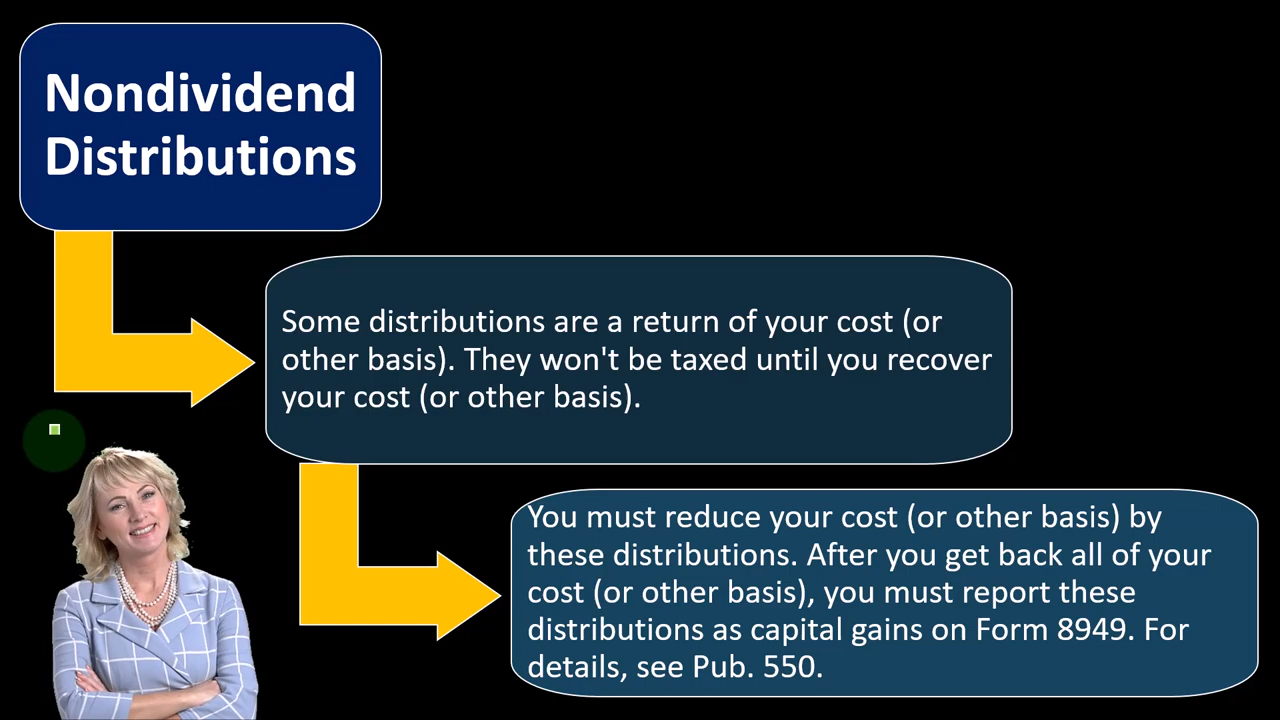 Nondividend
Distributions
Some distributions are a return of your cost (or
other basis). They won't be taxed until you recover
your cost (or other basis).
You must reduce your cost (or other basis) by
these distributions. After you get back all of your
cost (or other basis), you must report these
distributions as capital gains on Form 8949. For
details, see Pub. 550.